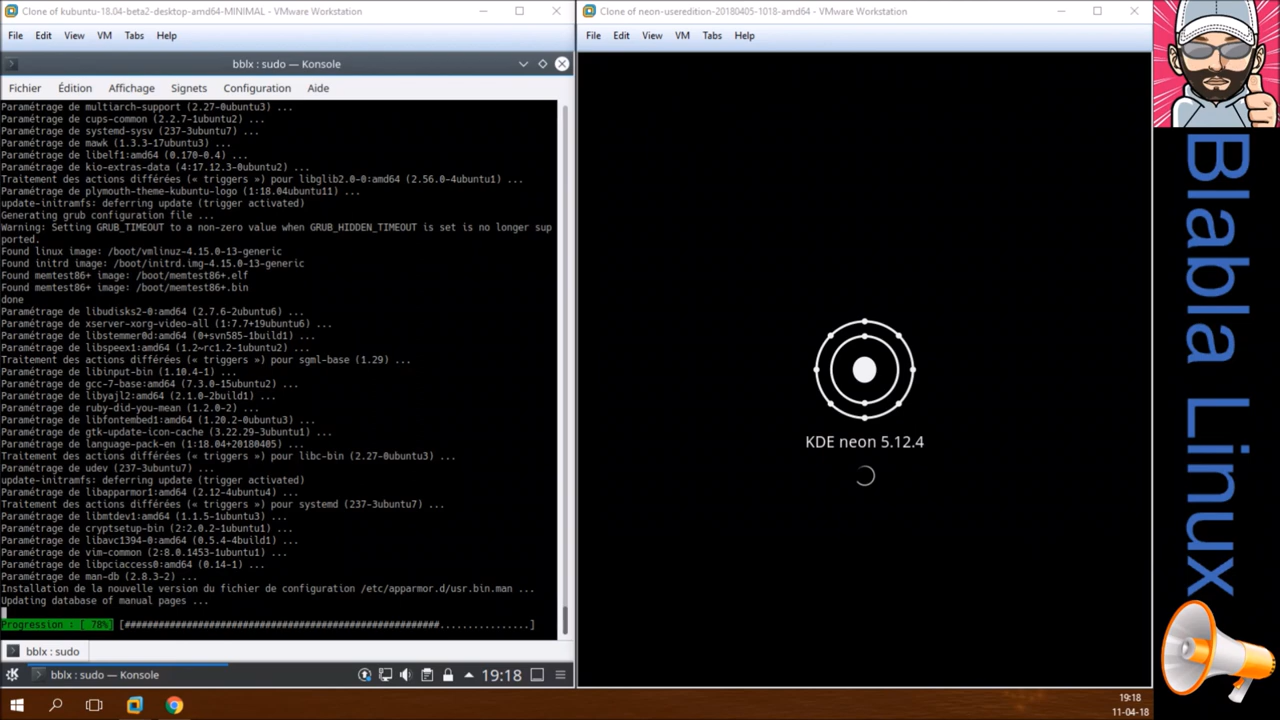 Clone of kubuntu-18.04-beta2-desktop-amd64-MINIMAL - VMware Workstation
File Edit View VM Tabs Help
bblx : sudo — Konsole
Fichier Édition Affichage Signets Configuration Aide
Paramétrage de multiarch-support (2.27-0ubuntu3) ...
Paramétrage de cups-common (2.2.7-1ubuntu2) ...
Paramétrage de systemd-sysv (237-3ubuntu7) ...
Paramétrage de mawk (1.3.3-17ubuntu3) ...
Paramétrage de libelf1:amd64 (0.170-0.4) ...
Paramétrage de kio-extras-data (4:17.12.3-0ubuntu2) ...
Traitement des actions différées (« triggers ») pour libglib2.0-0:amd64 (2.56.0-4ubuntu1) ...
Paramétrage de plymouth-theme-kubuntu-logo (1:18.04ubuntu11) ...
update-initramfs: deferring update (trigger activated)
Generating grub configuration file ...
Warning: Setting GRUB_TIMEOUT to a non-zero value when GRUB_HIDDEN_TIMEOUT is set is no longer sup
ported.
Found linux image: /boot/vmlinuz-4.15.0-13-generic
Found initrd image: /boot/initrd.img-4.15.0-13-generic
Found memtest86+ image: /boot/memtest86+.elf
Found memtest86+ image: /boot/memtest86+.bin
done
Paramétrage de libudisks2-0:amd64 (2.7.6-2ubuntu6) ...
Paramétrage de xserver-xorg-video-all (1:7.7+19ubuntu6) ...
Paramétrage de libstemmer0d:amd64 (0+svn585-1build1) ...
Paramétrage de libspeex1:amd64 (1.2~rc1.2-1ubuntu2) ...
Traitement des actions différées (« triggers ») pour sgml-base (1.29) ...
Paramétrage de libinput-bin (1.10.4-1) ...
Paramétrage de gcc-7-base:amd64 (7.3.0-15ubuntu2) ...
Paramétrage de libyajl2:amd64 (2.1.0-2build1) ...
Paramétrage de ruby-did-you-mean (1.2.0-2) ...
Paramétrage de libfontembed1:amd64 (1.20.2-0ubuntu3) ...
Paramétrage de gtk-update-icon-cache (3.22.29-3ubuntu1) ...
Paramétrage de language-pack-en (1:18.04+20180405) ...
Traitement des actions différées (« triggers ») pour libc-bin (2.27-0ubuntu3) ...
Paramétrage de udev (237-3ubuntu7) ...
update-initramfs: deferring update (trigger activated)
Paramétrage de libapparmor1:amd64 (2.12-4ubuntu4) ...
Traitement des actions différées (« triggers ») pour systemd (237-3ubuntu7) ...
Paramétrage de libmtdev1:amd64 (1.1.5-1ubuntu3) ...
Paramétrage de cryptsetup-bin (2:2.0.2-1ubuntu1) ...
Paramétrage de libavc1394-0:amd64 (0.5.4-4build1) ...
Paramétrage de vim-common (2:8.0.1453-1ubuntu1) ...
Paramétrage de libpciaccess0:amd64 (0.14-1) ...
Paramétrage de man-db (2.8.3-2) ...
Installation de la nouvelle version du fichier de configuration /etc/apparmor.d/usr.bin.man ...
Updating database of manual pages ...
Progression : [ 78%] [####################################################...............]
bblx : sudo
bblx : sudo — Konsole
19:18
Clone of neon-useredition-20180405-1018-amd64 - VMware Workstation
File Edit View VM Tabs Help
KDE neon 5.12.4
Blabla Linux
19:18
11-04-18